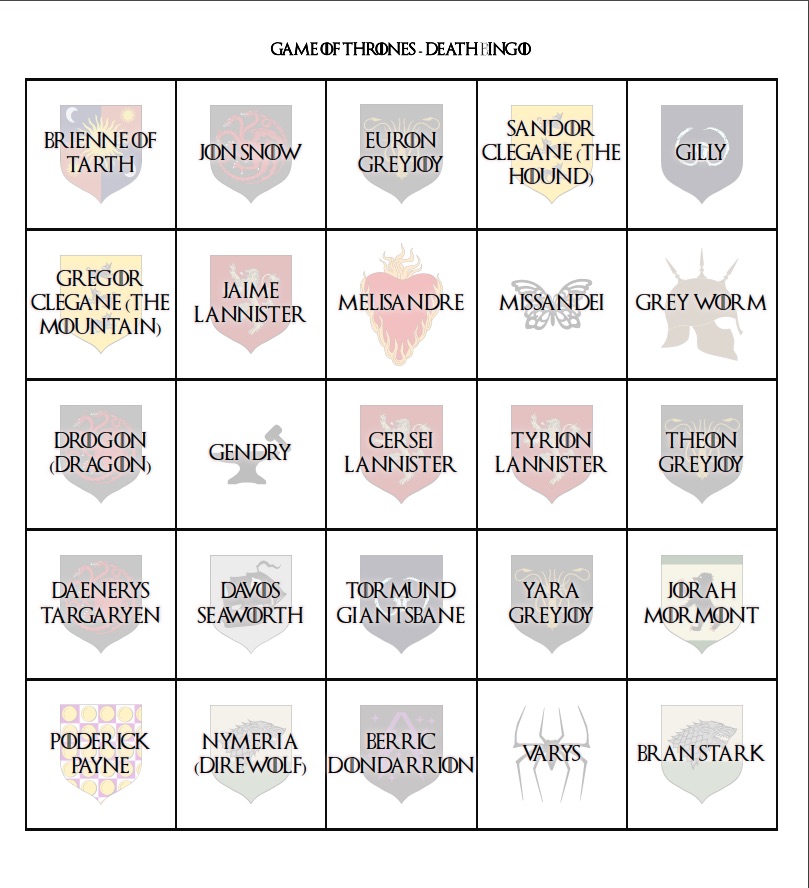 GAME OF THRONES - DEATH BINGO
BRIENNE OF
TARTH
JON SNOW
EURON
GREYJOY
SANDOR
CLEGANE (THE
HOUND)
GILLY
GREGOR
CLEGANE (THE
MOUNTAIN)
JAIME
LANNISTER
MELISANDRE
MISSANDEI
GREY WORM
DROGON
(DRAGON)
GENDRY
CERSEI
LANNISTER
TYRION
LANNISTER
THEON
GREYJOY
DAENERYS
TARGARYEN
DAVOS
SEAWORTH
TORMUND
GIANTSBANE
YARA
GREYJOY
JORAH
MORMONT
PODERICK
PAYNE
NYMERIA
(DIREWOLF)
BERRIC
DONDARRION
VARYS
BRAN STARK